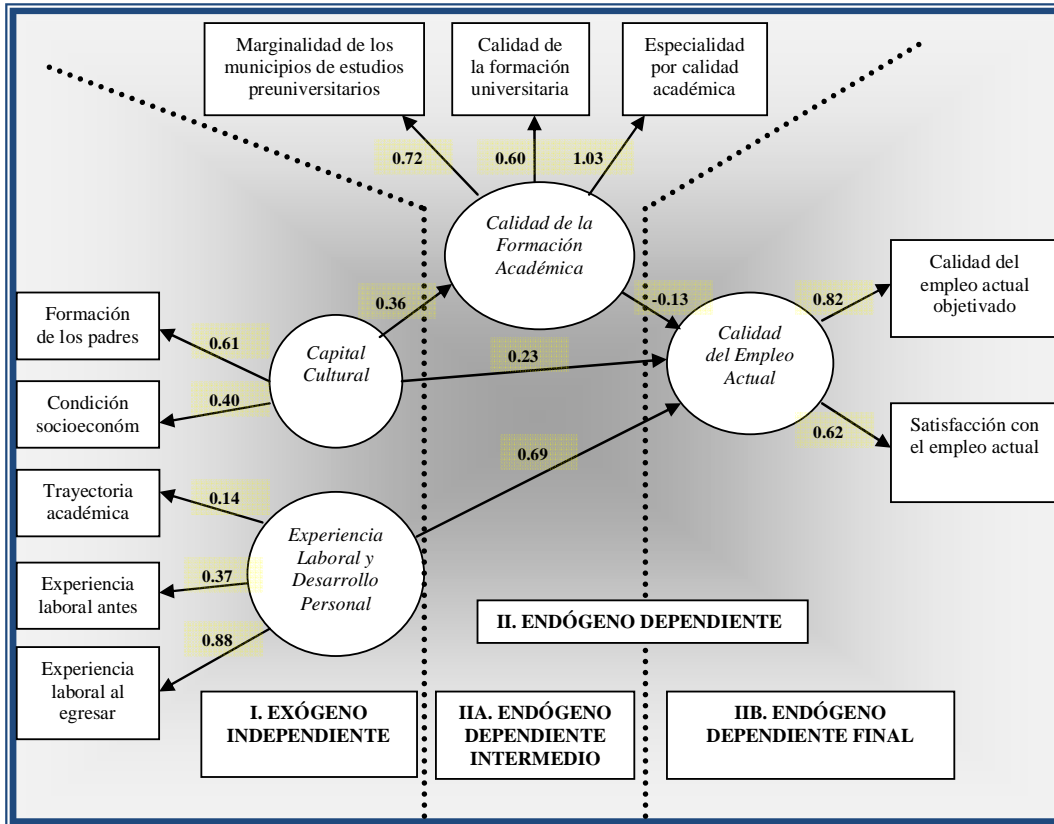 Marginalidad de los
municipios de estudios
preuniversitarios
Calidad de
la formación
universitaria
Especialidad
por calidad
académica
0.72
0.60
1.03
Calidad de la
Formación
Académica
Calidad del
empleo actual
objetivado
Formación
de los padres
0.61
0.36
-0.13
0.82
Capital
Cultural
0.23
Calidad
del Empleo
Actual
Condición
socioeconóm
0.40
0.62
Satisfacción con
el empleo actual
0.69
Trayectoria
académica
0.14
Experiencia
Laboral y
Desarrollo
Personal
Experiencia
laboral antes
0.37
0.88
Experiencia
laboral al
egresar
II. ENDÓGENO DEPENDIENTE
I. EXÓGENO
INDEPENDIENTE
IIA. ENDÓGENO
DEPENDIENTE
INTERMEDIO
IIB. ENDÓGENO
DEPENDIENTE FINAL